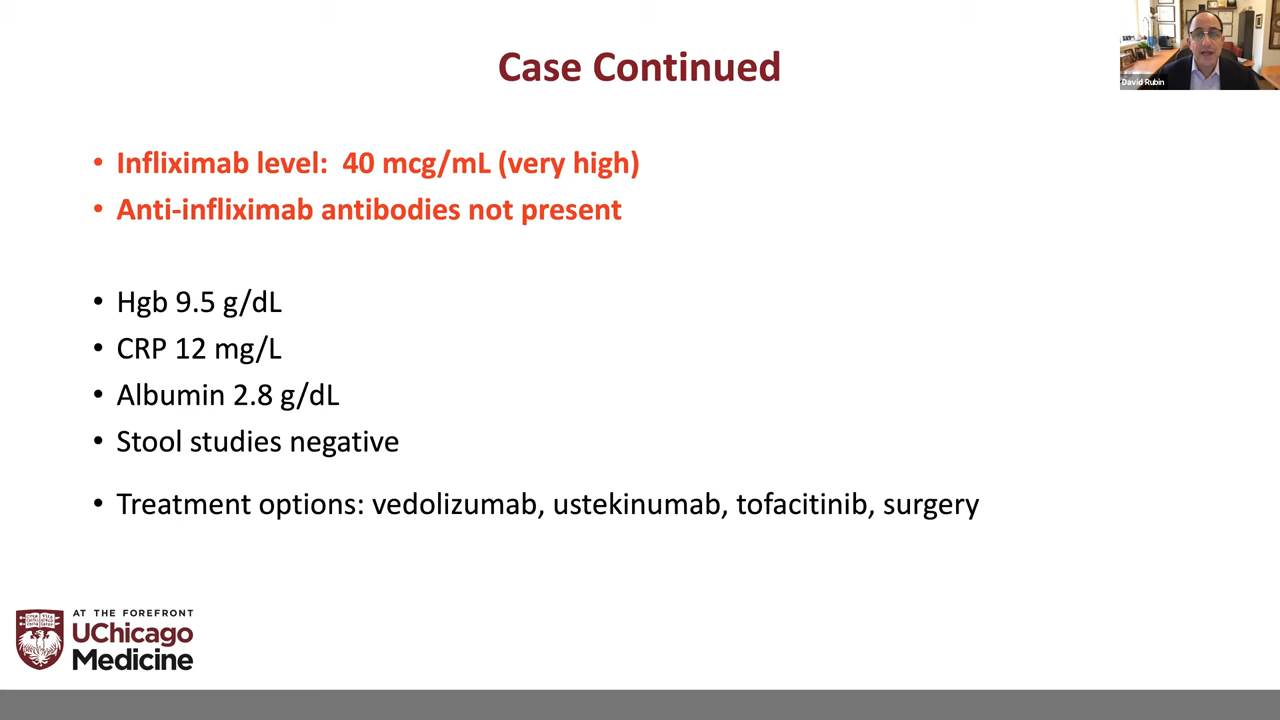 Case Continued
David Rubin
• Infliximab level:  40 mcg/mL (very high)
• Anti-infliximab antibodies not present
• Hgb 9.5 g/dL
• CRP 12 mg/L
• Albumin 2.8 g/dL
• Stool studies negative
• Treatment options: vedolizumab, ustekinumab, tofacitinib, surgery
AT THE FOREFRONT
UChicago
Medicine